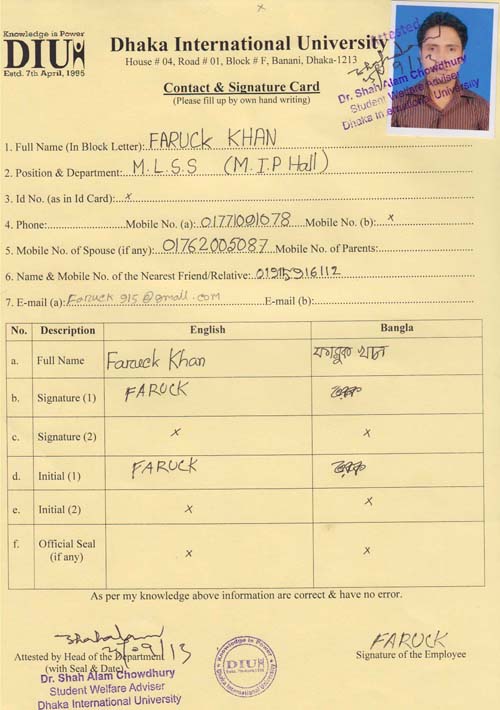 Knowledge is Power
DIU
Estd. 7th April, 1995
Dhaka International University
House # 04, Road # 01, Block # F, Banani, Dhaka-1213
Contact & Signature Card
(Please fill up by own hand writing)
Attested
Dr. Shah Alam Chowdhury
Student Welfare Adviser
Dhaka International University
1. Full Name (In Block Letter): FARUCK KHAN
2. Position & Department: M.L.S.S (M.I.P Hall)
3. Id No. (as in Id Card): x
4. Phone: Mobile No. (a): 01771091078 Mobile No. (b): x
5. Mobile No. of Spouse (if any): 01762005087 Mobile No. of Parents:
6. Name & Mobile No. of the Nearest Friend/Relative: 01915916112
7. E-mail (a): Faruck 915@gmail.com E-mail (b):
No. Description English Bangla
a. Full Name Faruck Khan ফারুক খান
b. Signature (1) FARUCK
c. Signature (2) x x
d. Initial (1) FARUCK
e. Initial (2) x x
f. Official Seal (if any) x x
As per my knowledge above information are correct & have no error.
Attested by Head of the Department
(with Seal & Date)
Dr. Shah Alam Chowdhury
Student Welfare Adviser
Dhaka International University
Knowledge is Power
DIU
Dhaka International University
FARUCK
Signature of the Employee